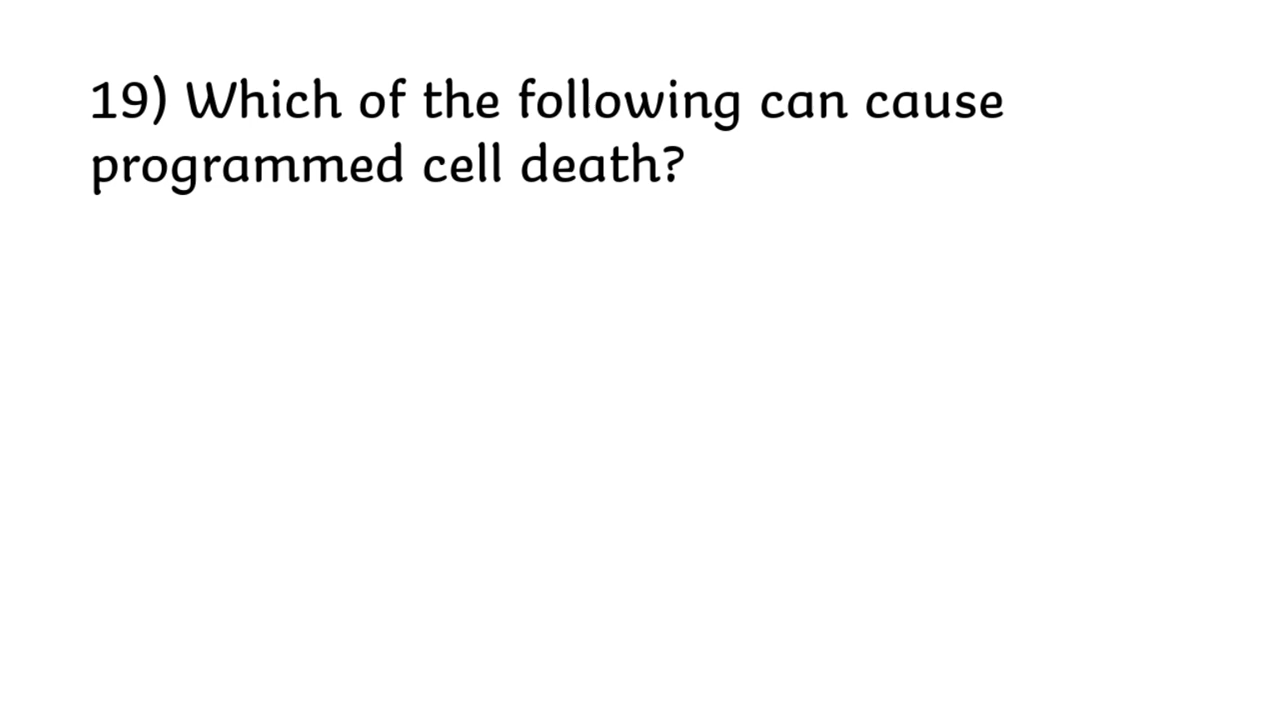 19) Which of the following can cause
programmed cell death?